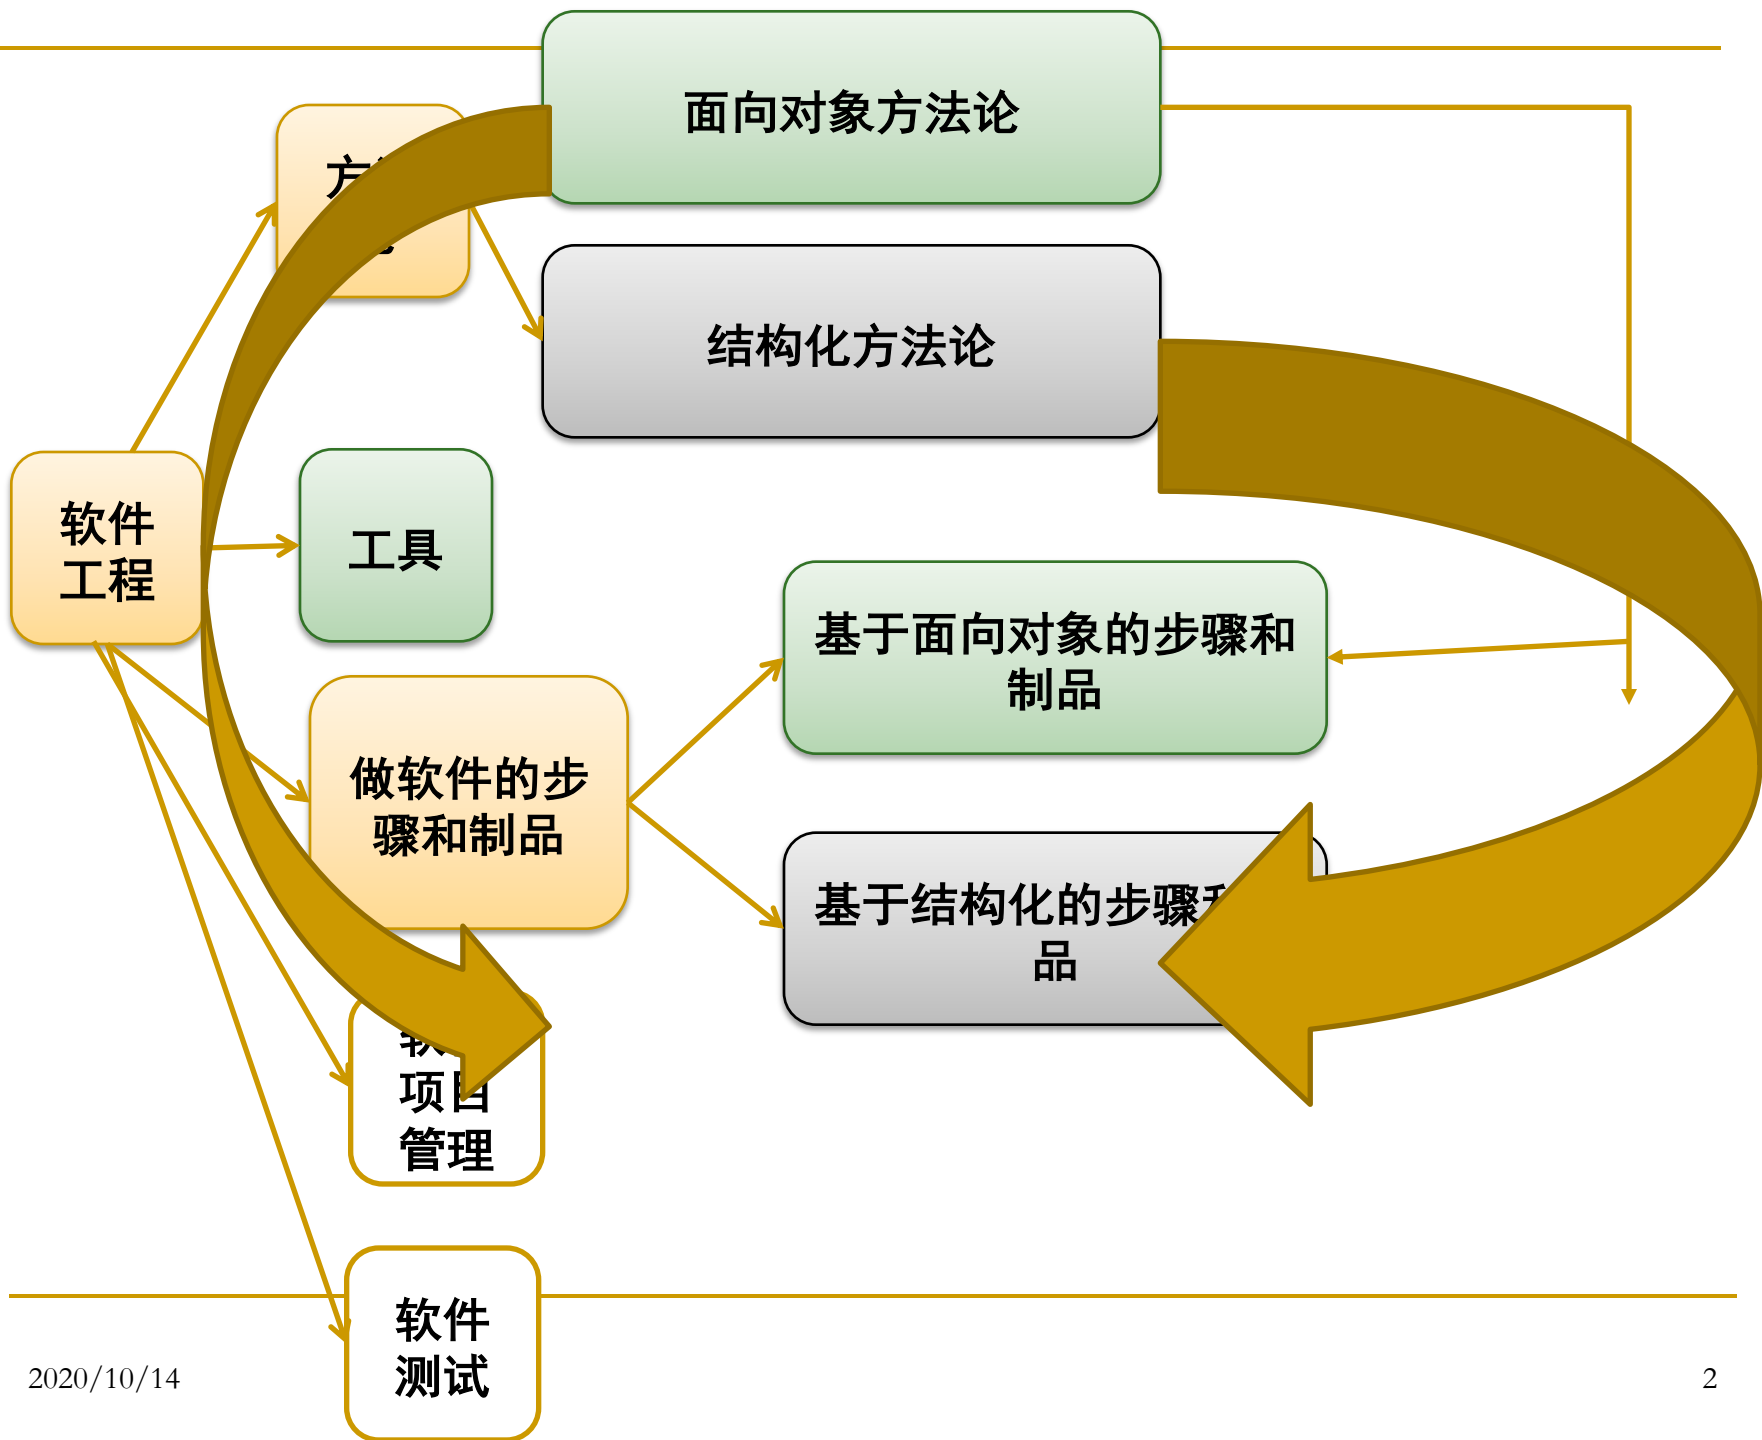 面向对象方法论
方
结构化方法论
软件
工程
工具
基于面向对象的步骤和
制品
做软件的步
骤和制品
基于结构化的步骤
品
项目
管理
软件
测试
2020/10/14
2